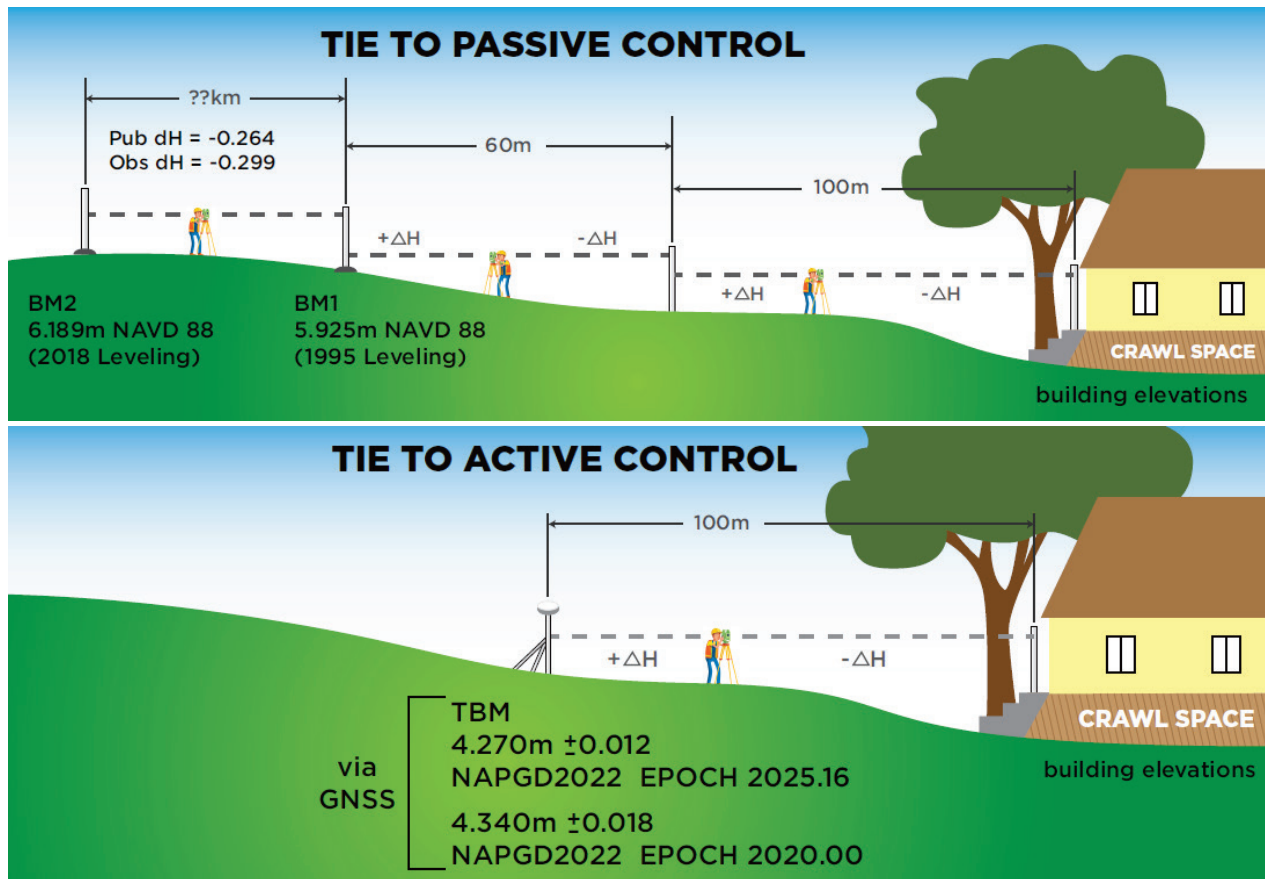 TIE TO PASSIVE CONTROL
??km
Pub dH = -0.264
Obs dH = -0.299
60m
100m
+△H
-△H
+△H
-△H
BM2
6.189m NAVD 88
(2018 Leveling)
BM1
5.925m NAVD 88
(1995 Leveling)
CRAWL SPACE
building elevations
TIE TO ACTIVE CONTROL
100m
+△H
-△H
via
GNSS
TBM
4.270m ±0.012
NAPGD2022 EPOCH 2025.16
4.340m ±0.018
NAPGD2022 EPOCH 2020.00
CRAWL SPACE
building elevations